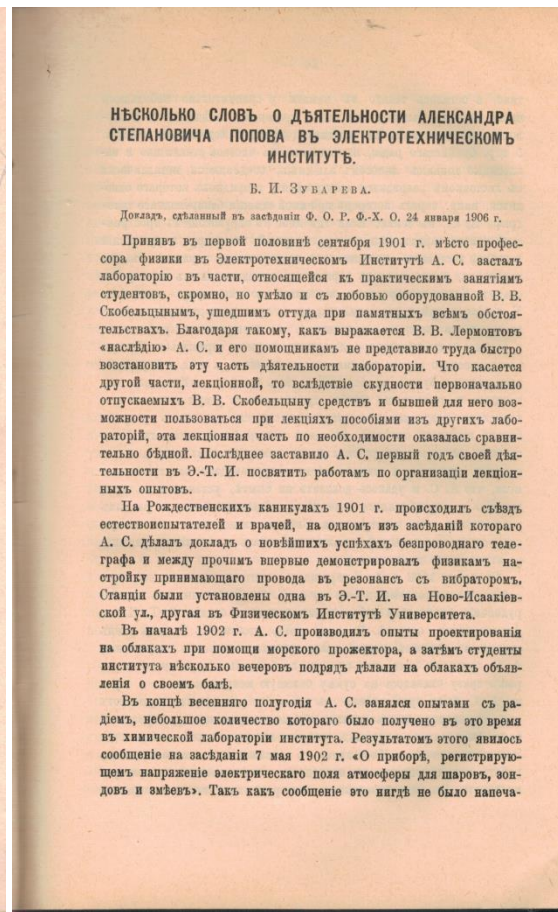 НѢСКОЛЬКО СЛОВЪ О ДѢЯТЕЛЬНОСТИ АЛЕКСАНДРА
СТЕПАНОВИЧА ПОПОВА ВЪ ЭЛЕКТРОТЕХНИЧЕСКОМЪ
ИНСТИТУТѢ.
Б. И. ЗУБАРЕВА.
Докладъ, сдѣланный въ засѣданіи Ф. О. Р. Ф.-Х. О. 24 января 1906 г.
Принявъ въ первой половинѣ сентября 1901 г. мѣсто профес-
сора физики въ Электротехническомъ Институтѣ А. С. засталъ
лабораторію въ части, относящейся къ практическимъ занятіямъ
студентовъ, скромно, но умѣло и съ любовью оборудованной В. В.
Скобельцынымъ, ушедшимъ оттуда при памятныхъ всѣмъ обстоя-
тельствахъ. Благодаря такому, какъ выражается В. В. Лермонтовъ
«наслѣдію» А. С. и его помощникамъ не представило труда быстро
возстановить эту часть дѣятельности лабораторіи. Что касается
другой части, лекціонной, то вслѣдствіе скудности первоначально
отпускаемыхъ В. В. Скобельцыну средствъ и бывшей для него воз-
можности пользоваться при лекціяхъ пособіями изъ другихъ лабо-
раторій, эта лекціонная часть по необходимости оказалась сравни-
тельно бѣдной. Послѣднее заставило А. С. первый годъ своей дѣя-
тельности въ Э.-Т. И. посвятить работамъ по организаціи лекціон-
ныхъ опытовъ.
На Рождественскихъ каникулахъ 1901 г. происходилъ съѣздъ
естествоиспытателей и врачей, на одномъ изъ засѣданій котораго
А. С. дѣлалъ докладъ о новѣйшихъ успѣхахъ безпроводнаго теле-
графа и между прочимъ впервые демонстрировалъ физикамъ на-
стройку принимающаго провода въ резонансъ съ вибраторомъ.
Станціи были установлены одна въ Э.-Т. И. на Ново-Исаакіев-
ской ул., другая въ Физическомъ Институтѣ Университета.
Въ началѣ 1902 г. А. С. производилъ опыты проектированія
на облакахъ при помощи морского прожектора, а затѣмъ студенты
института нѣсколько вечеровъ подрядъ дѣлали на облакахъ объяв-
ленія о своемъ балѣ.
Въ концѣ весенняго полугодія А. С. занялся опытами съ ра-
діемъ, небольшое количество котораго было получено въ это время
въ химической лабораторіи института. Результатомъ этого явилось
сообщеніе на засѣданіи 7 мая 1902 г. «О приборѣ, регистрирую-
щемъ напряженіе электрическаго поля атмосферы для шаровъ, зон-
довъ и змѣевъ». Такъ какъ сообщеніе это нигдѣ не было напеча-